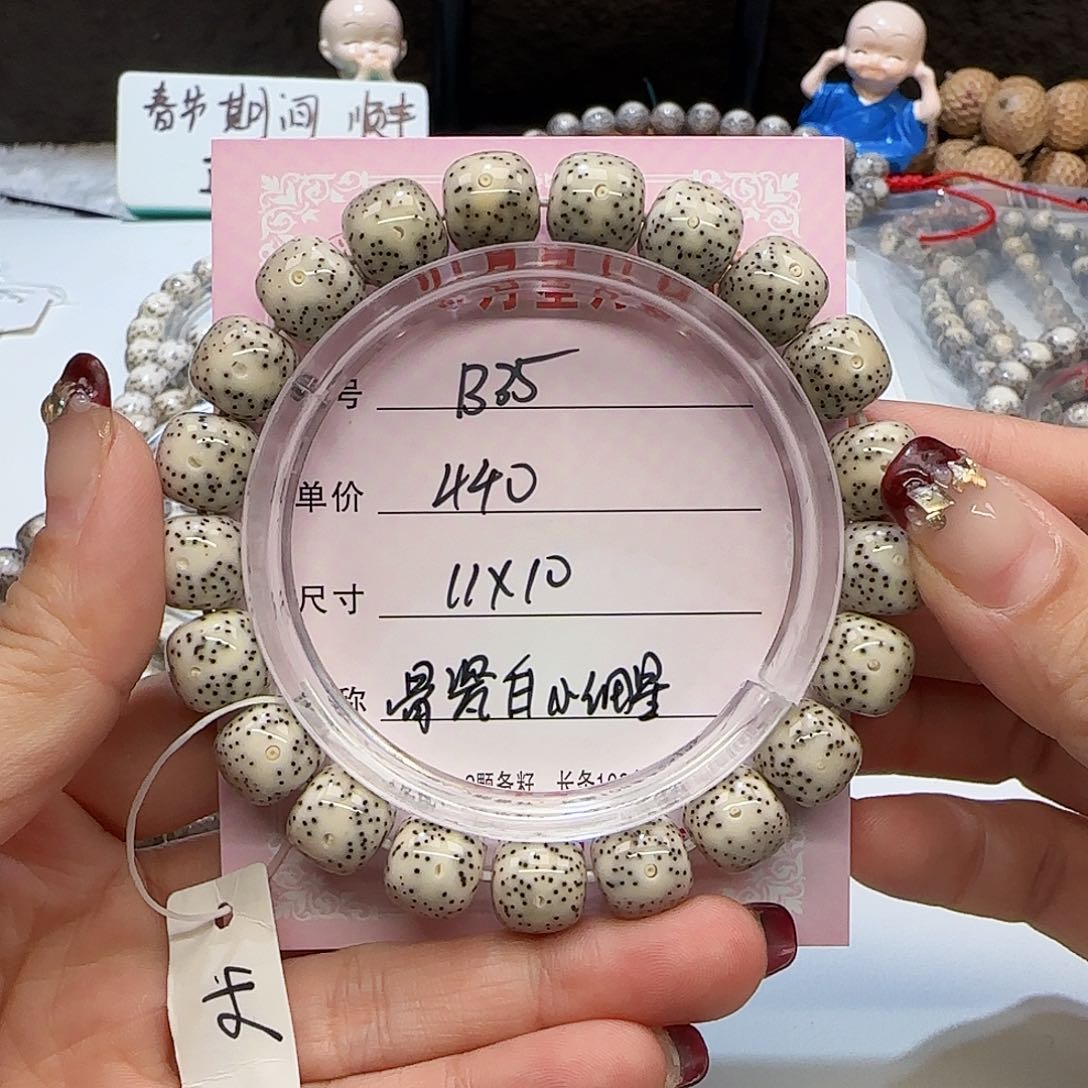 春节期间 顺丰
号 B35
单价 440
尺寸 11X10
称 骨瓷白小细星